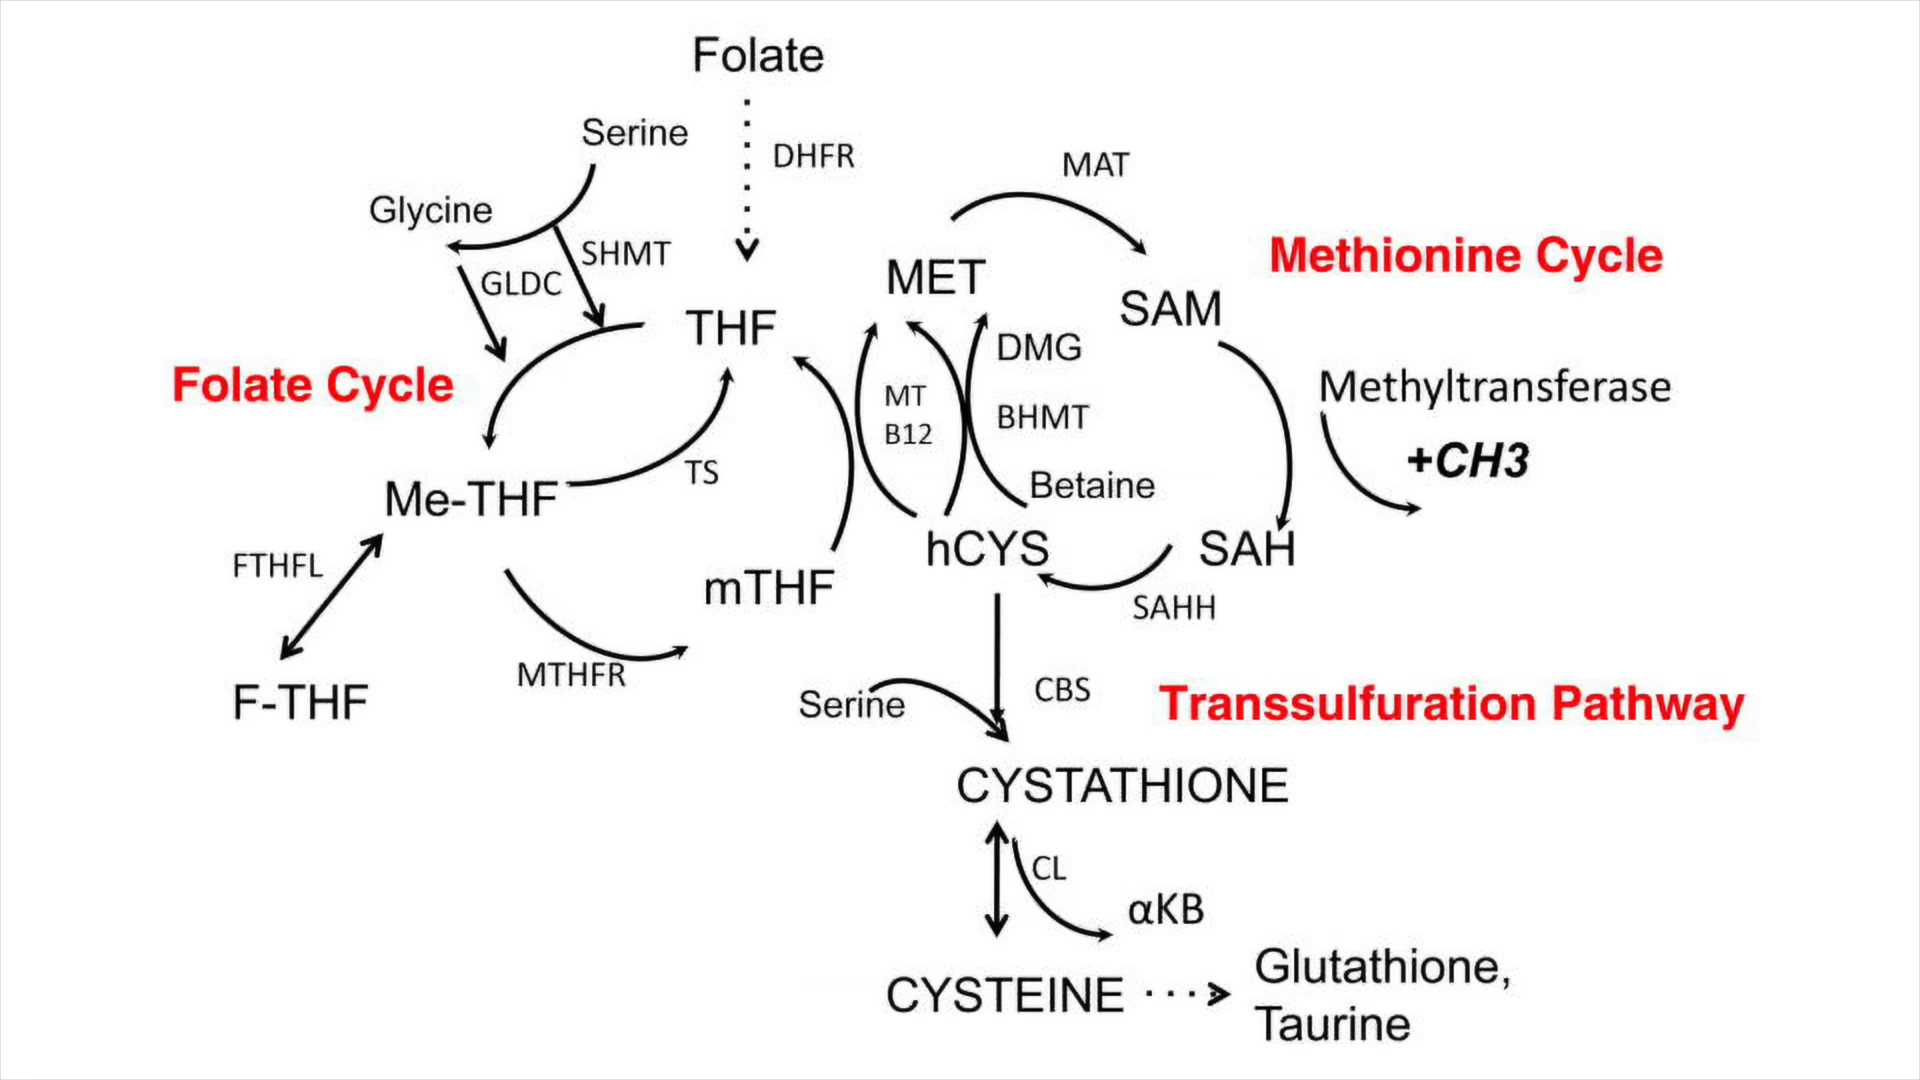 Folate
Serine
DHFR
MAT
Glycine
SHMT
GLDC
Methionine Cycle
MET
SAM
THF
DMG
Folate Cycle
Methyltransferase
MT
B12
BHMT
+CH3
TS
Betaine
Me-THF
hCYS
SAH
FTHFL
mTHF
SAHH
MTHFR
F-THF
Serine
CBS
Transsulfuration Pathway
CYSTATHIONE
CL
αKB
CYSTEINE
Glutathione,
Taurine